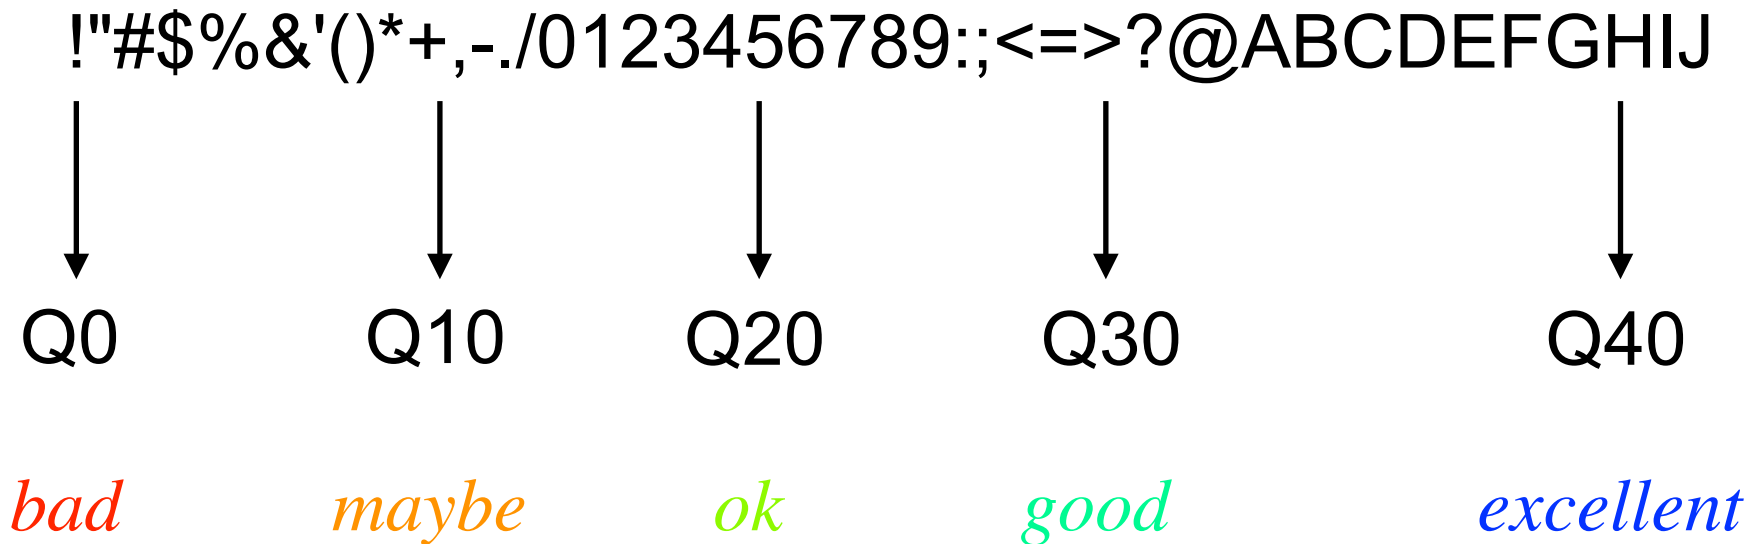 !"#$%&'()*+,-./0123456789:;<=>?@ABCDEFGHIJ
Q0 Q10 Q20 Q30 Q40
bad maybe ok good excellent